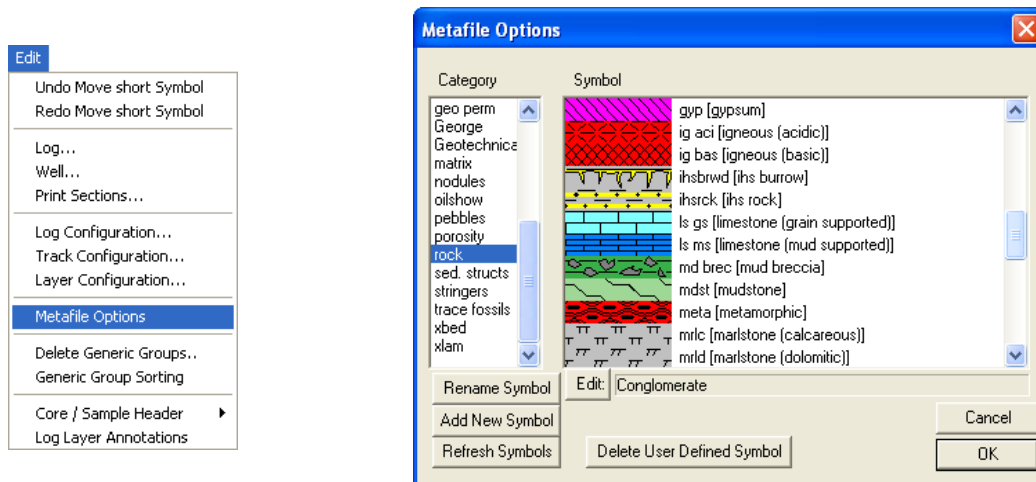 Edit
Undo Move short Symbol
Redo Move short Symbol
Log...
Well...
Print Sections...
Log Configuration...
Track Configuration...
Layer Configuration...
Metafile Options
Delete Generic Groups..
Generic Group Sorting
Core / Sample Header
Log Layer Annotations
Metafile Options
Category
geo perm
George
Geotechnica
matrix
nodules
oilshow
pebbles
porosity
rock
sed. structs
stringers
trace fossils
xbed
xlam
Symbol
gyp [gypsum]
ig aci [igneous (acidic)]
ig bas [igneous (basic)]
ihsbrwd [ihs burrow]
ihsrck [ihs rock]
ls gs [limestone (grain supported)]
ls ms [limestone (mud supported)]
md brec [mud breccia]
mdst [mudstone]
meta [metamorphic]
mrlc [marlstone (calcareous)]
mrld [marlstone (dolomitic)]
Rename Symbol
Edit: Conglomerate
Add New Symbol
Cancel
Refresh Symbols
Delete User Defined Symbol
OK